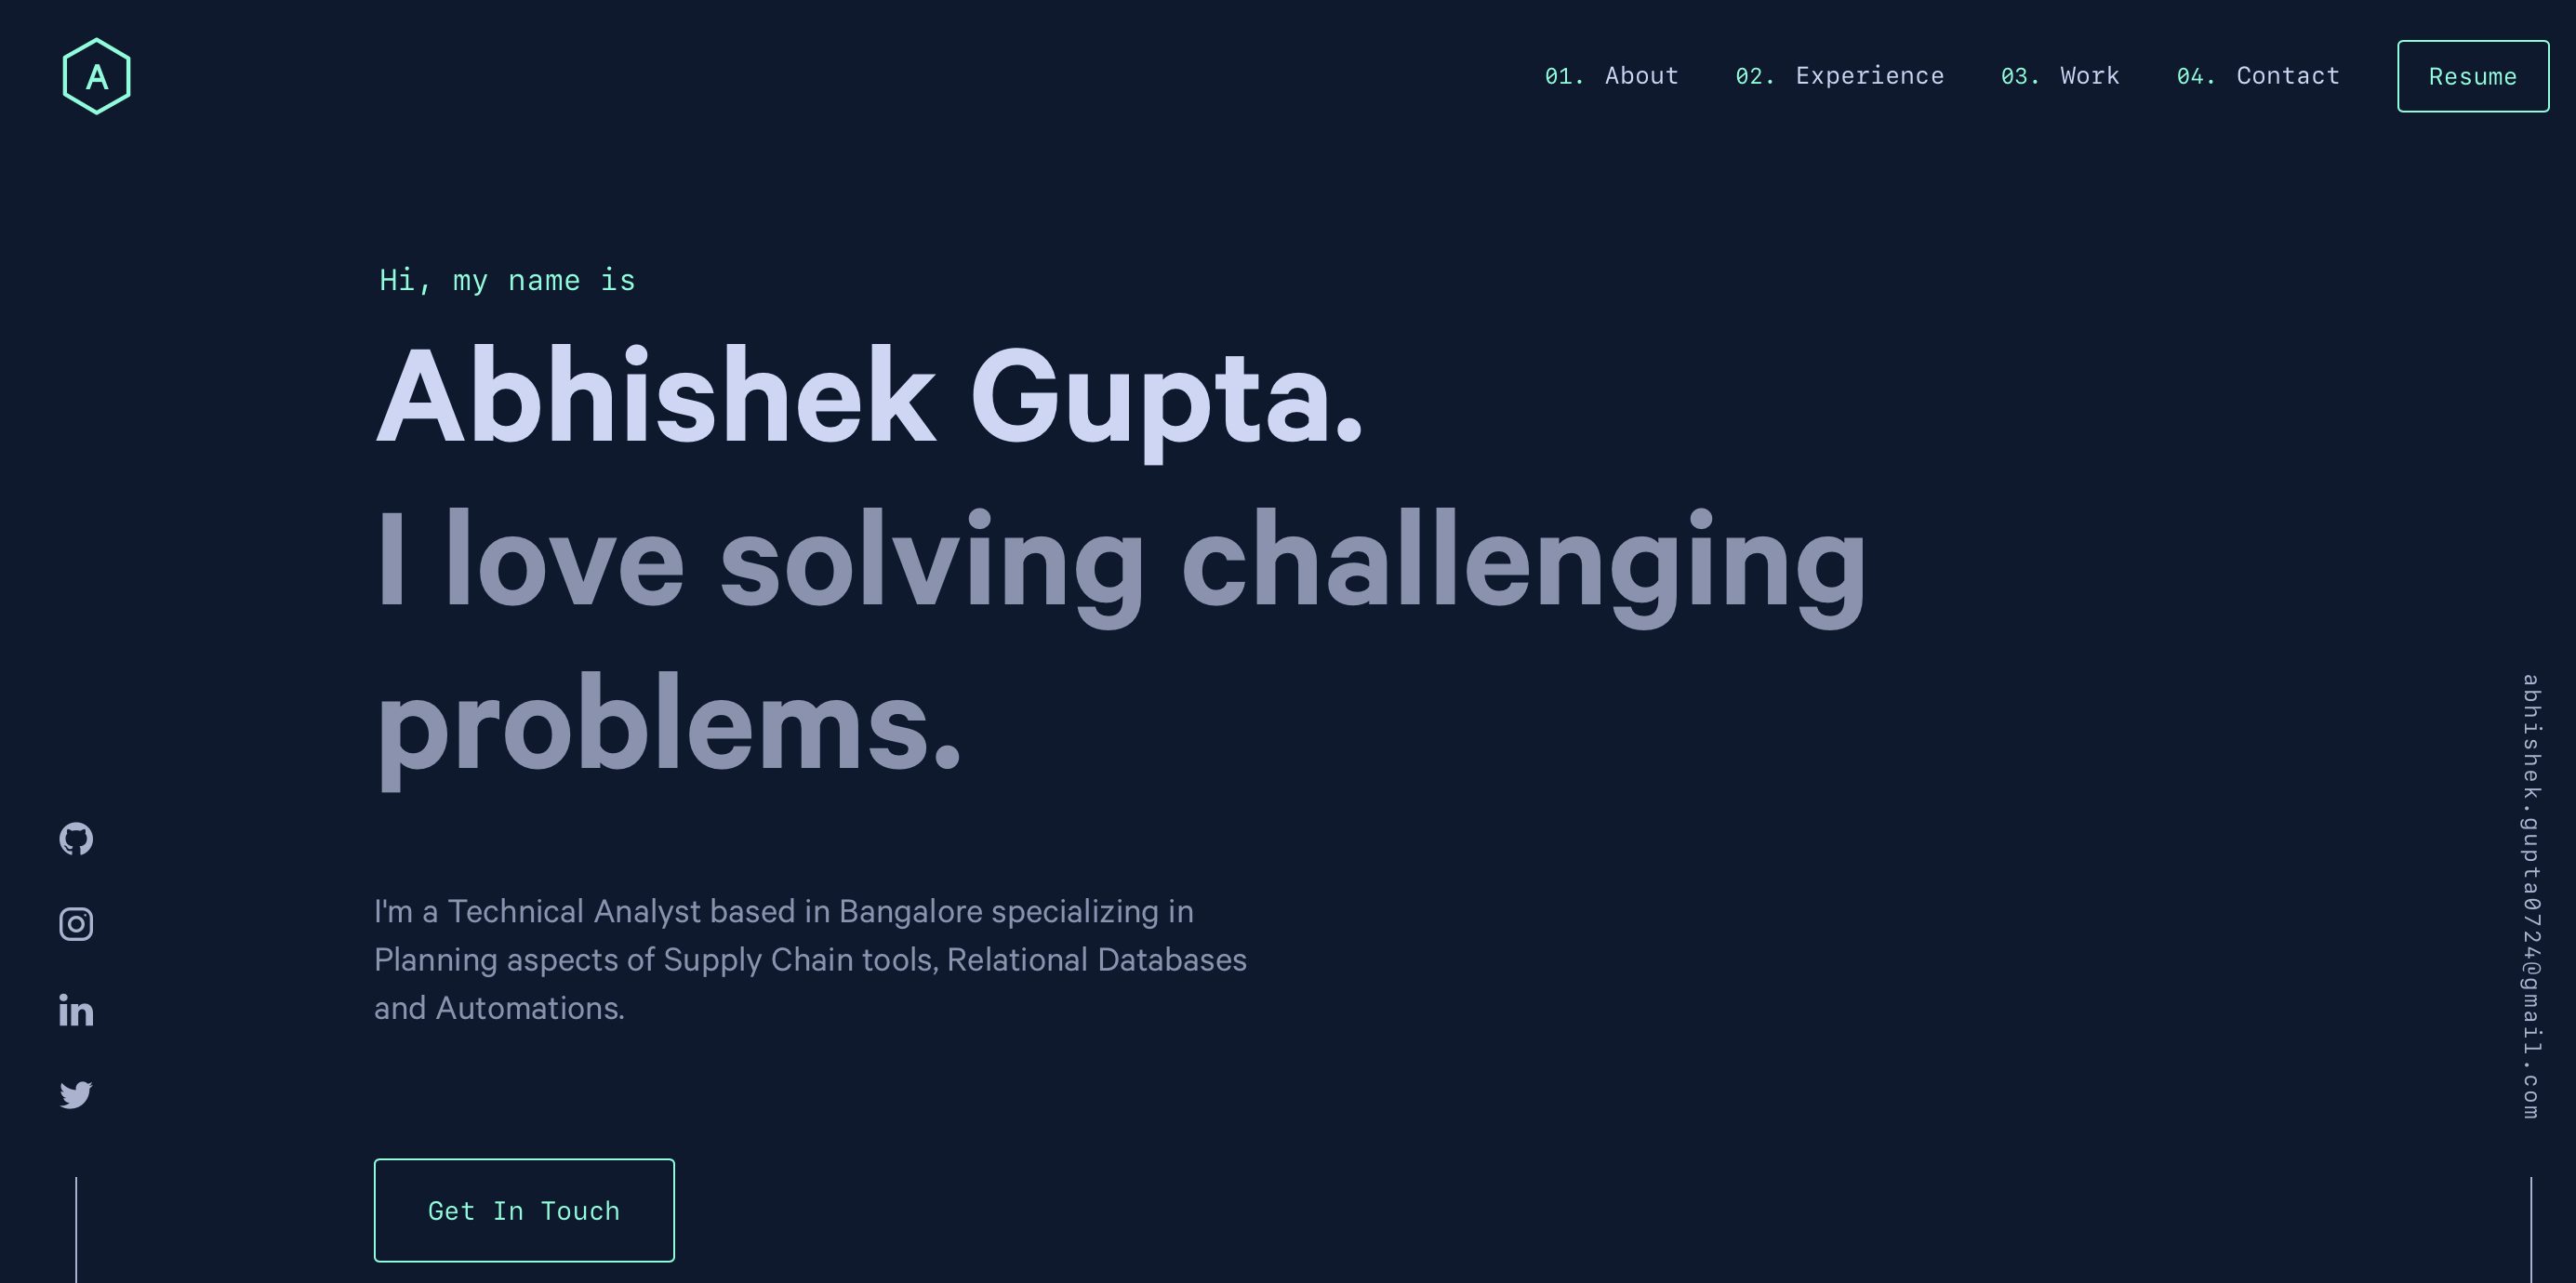 A
01. About
02. Experience
03. Work
04. Contact
Resume
Hi, my name is
Abhishek Gupta.
I love solving challenging
problems.
I'm a Technical Analyst based in Bangalore specializing in
Planning aspects of Supply Chain tools, Relational Databases
and Automations.
Get In Touch
in
abhishek.gupta0724@gmail.com